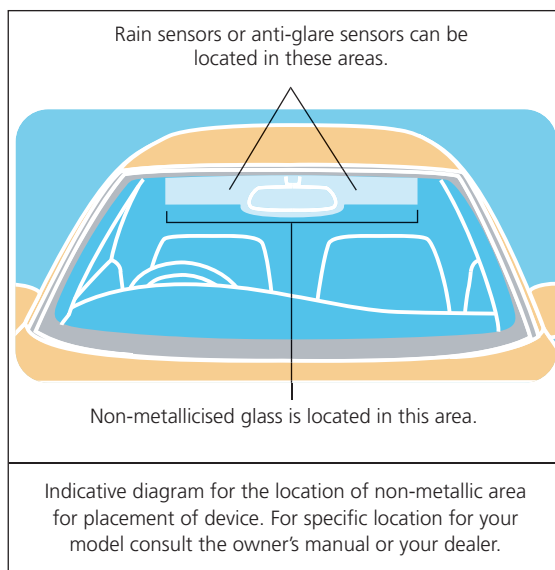 Rain sensors or anti-glare sensors can be
located in these areas.
Non-metallicised glass is located in this area.
Indicative diagram for the location of non-metallic area
for placement of device. For specific location for your
model consult the owner’s manual or your dealer.